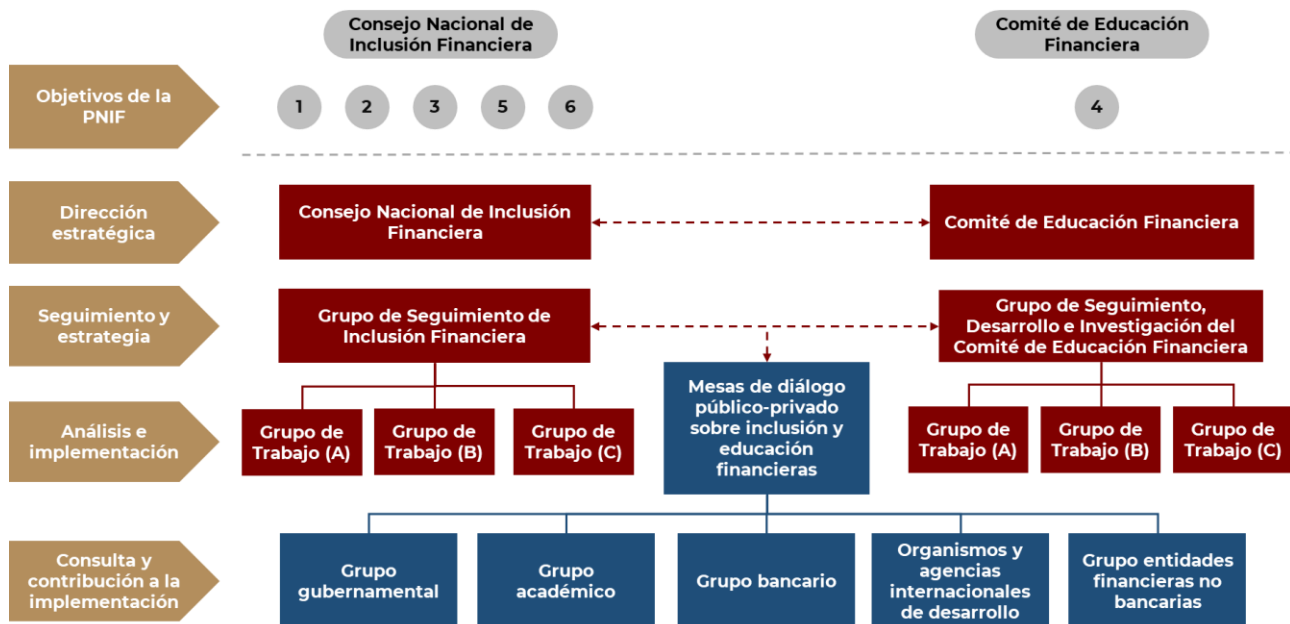 Consejo Nacional de
Inclusión Financiera
Comité de Educación
Financiera
Objetivos de la
PNIF
1
2
3
5
6
4
Dirección
estratégica
Consejo Nacional de Inclusión
Financiera
Comité de Educación Financiera
Seguimiento y
estrategia
Grupo de Seguimiento de
Inclusión Financiera
Grupo de Seguimiento,
Desarrollo e Investigación del
Comité de Educación Financiera
Análisis e
implementación
Grupo de
Trabajo (A)
Grupo de
Trabajo (B)
Grupo de
Trabajo (C)
Mesas de diálogo
público-privado
sobre inclusión y
educación
financieras
Grupo de
Trabajo (A)
Grupo de
Trabajo (B)
Grupo de
Trabajo (C)
Consulta y
contribución a la
implementación
Grupo
gubernamental
Grupo
académico
Grupo bancario
Organismos y
agencias
internacionales
de desarrollo
Grupo entidades
financieras no
bancarias